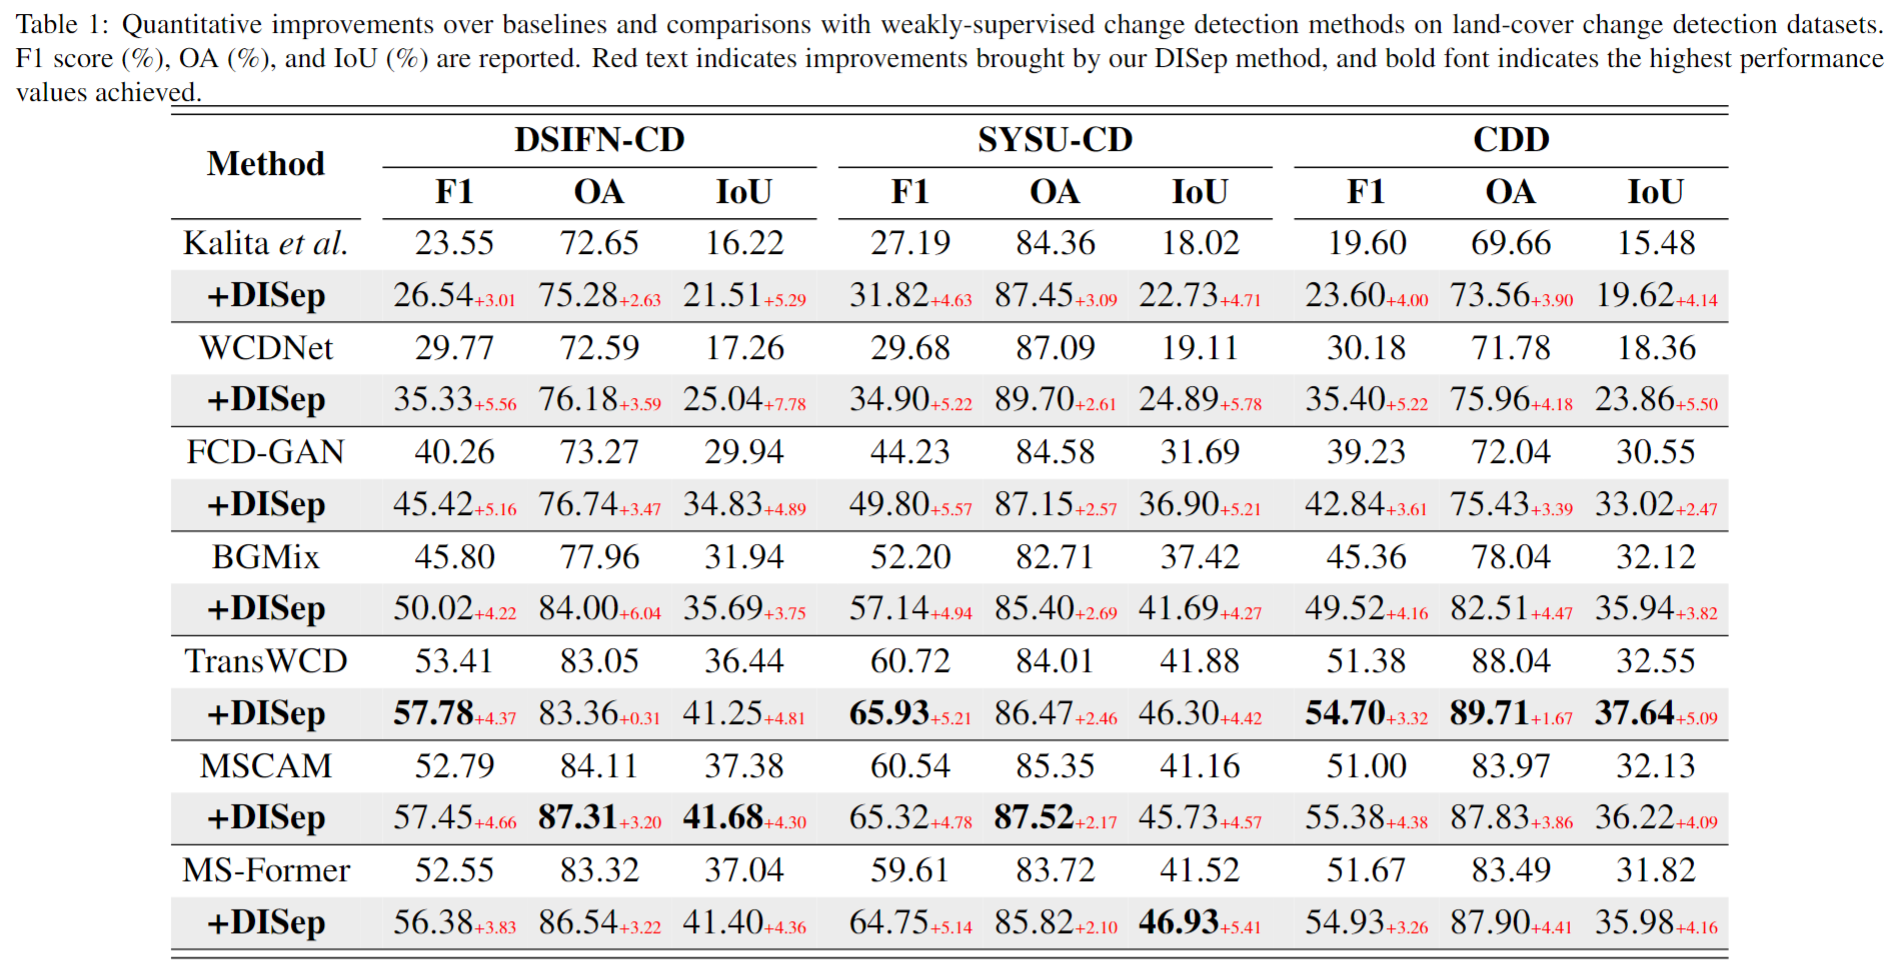 Table 1: Quantitative improvements over baselines and comparisons with weakly-supervised change detection methods on land-cover change detection datasets.
F1 score (%), OA (%), and IoU (%) are reported. Red text indicates improvements brought by our DISep method, and bold font indicates the highest performance
values achieved.
Method DSIFN-CD SYSU-CD CDD
F1 OA IoU F1 OA IoU F1 OA IoU
Kalita et al. 23.55 72.65 16.22 27.19 84.36 18.02 19.60 69.66 15.48
+DISep 26.54+3.01 75.28+2.63 21.51+5.29 31.82+4.63 87.45+3.09 22.73+4.71 23.60+4.00 73.56+3.90 19.62+4.14
WCDNet 29.77 72.59 17.26 29.68 87.09 19.11 30.18 71.78 18.36
+DISep 35.33+5.56 76.18+3.59 25.04+7.78 34.90+5.22 89.70+2.61 24.89+5.78 35.40+5.22 75.96+4.18 23.86+5.50
FCD-GAN 40.26 73.27 29.94 44.23 84.58 31.69 39.23 72.04 30.55
+DISep 45.42+5.16 76.74+3.47 34.83+4.89 49.80+5.57 87.15+2.57 36.90+5.21 42.84+3.61 75.43+3.39 33.02+2.47
BGMix 45.80 77.96 31.94 52.20 82.71 37.42 45.36 78.04 32.12
+DISep 50.02+4.22 84.00+6.04 35.69+3.75 57.14+4.94 85.40+2.69 41.69+4.27 49.52+4.16 82.51+4.47 35.94+3.82
TransWCD 53.41 83.05 36.44 60.72 84.01 41.88 51.38 88.04 32.55
+DISep 57.78+4.37 83.36+0.31 41.25+4.81 65.93+5.21 86.47+2.46 46.30+4.42 54.70+3.32 89.71+1.67 37.64+5.09
MSCAM 52.79 84.11 37.38 60.54 85.35 41.16 51.00 83.97 32.13
+DISep 57.45+4.66 87.31+3.20 41.68+4.30 65.32+4.78 87.52+2.17 45.73+4.57 55.38+4.38 87.83+3.86 36.22+4.09
MS-Former 52.55 83.32 37.04 59.61 83.72 41.52 51.67 83.49 31.82
+DISep 56.38+3.83 86.54+3.22 41.40+4.36 64.75+5.14 85.82+2.10 46.93+5.41 54.93+3.26 87.90+4.41 35.98+4.16